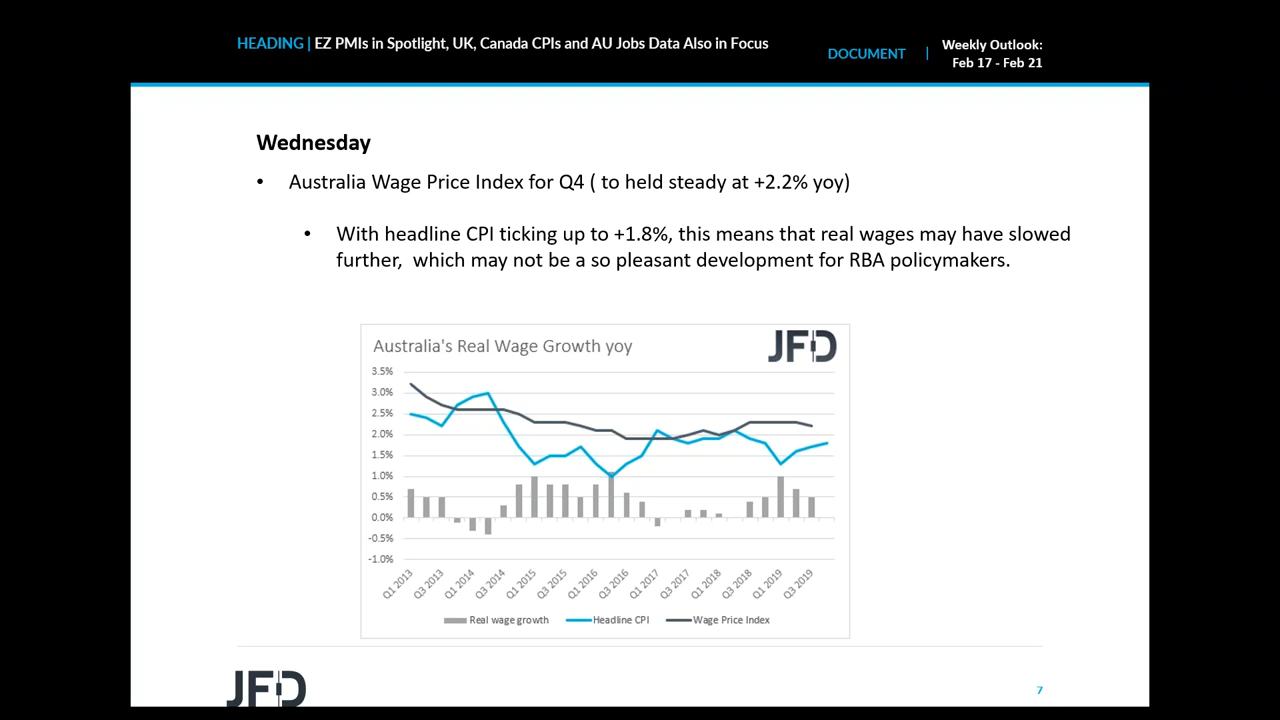 HEADING | EZ PMIs in Spotlight, UK, Canada CPIs and AU Jobs Data Also in Focus
DOCUMENT | Weekly Outlook:
Feb 17 - Feb 21
Wednesday
• Australia Wage Price Index for Q4 ( to held steady at +2.2% yoy)
• With headline CPI ticking up to +1.8%, this means that real wages may have slowed
further, which may not be a so pleasant development for RBA policymakers.
Australia's Real Wage Growth yoy
JFD
3.5%
3.0%
2.5%
2.0%
1.5%
1.0%
0.5%
0.0%
-0.5%
-1.0%
Q1 2013
Q3 2013
Q1 2014
Q3 2014
Q1 2015
Q3 2015
Q1 2016
Q3 2016
Q1 2017
Q3 2017
Q1 2018
Q3 2018
Q1 2019
Q3 2019
Real wage growth
Headline CPI
Wage Price Index
JFD
7